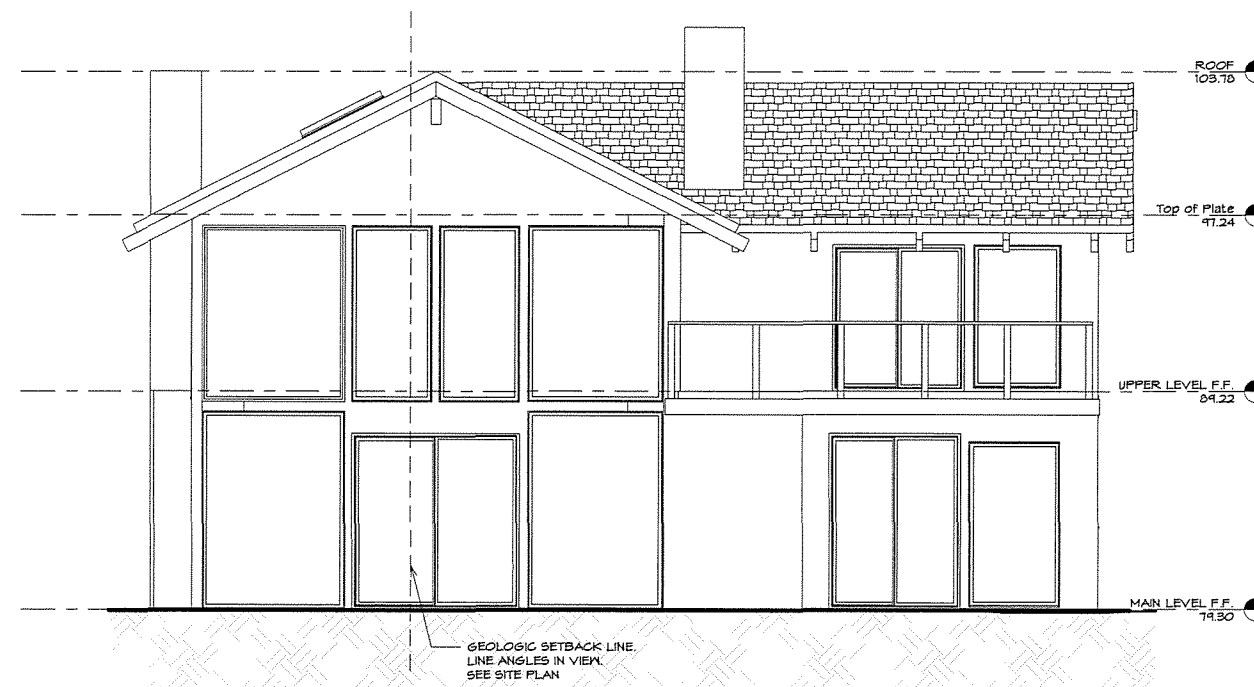 ROOF
103.78
Top of Plate
97.24
UPPER LEVEL F.F.
89.22
MAIN LEVEL F.F.
79.30
GEOLOGIC SETBACK LINE.
LINE ANGLES IN VIEW.
SEE SITE PLAN